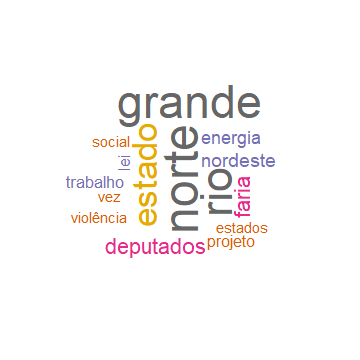 grande
social
estado
norte
energia
lei
nordeste
rio
trabalho
faria
vez
violência
estados
deputados
projeto